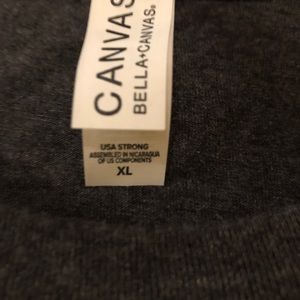 CANVAS
BELLA+CANVAS®
USA STRONG
ASSEMBLED IN NICARAGUA
OF US COMPONENTS
XL